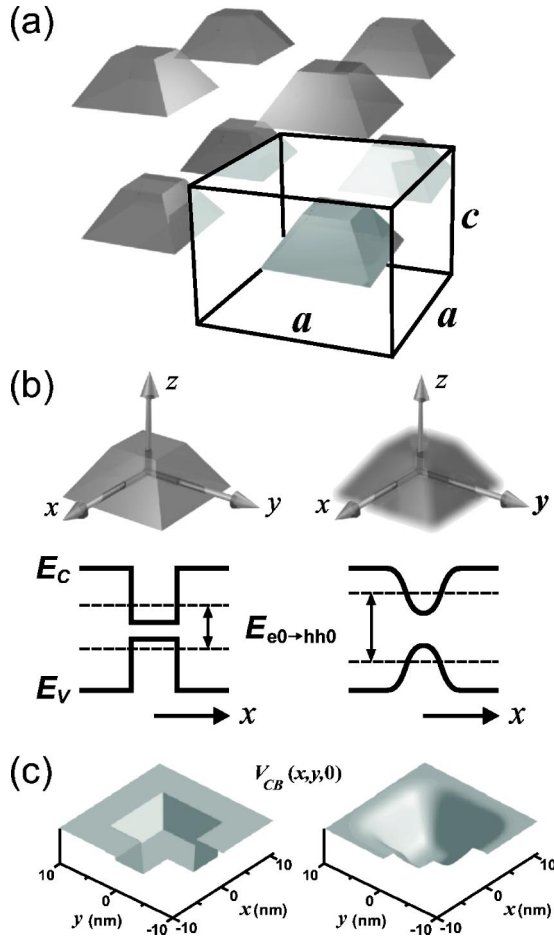 (a)
c
a
a
(b)
z
z
x
y
x
y
E_C
E_e0→hh0
E_V
x
x
(c)
V_CB (x,y,0)
10
10
10
10
0
0
0
0
y (nm)
x (nm)
y (nm)
x (nm)
-10
-10
-10
-10